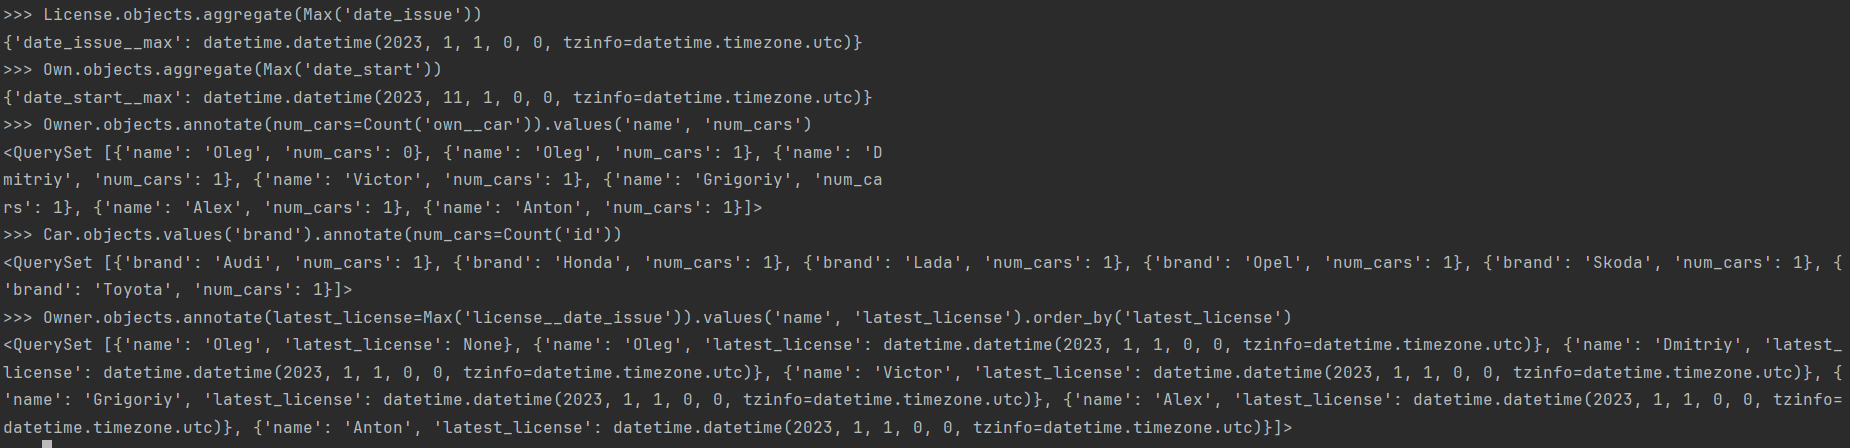 >>> License.objects.aggregate(Max('date_issue'))
{'date_issue__max': datetime.datetime(2023, 1, 1, 0, 0, tzinfo=datetime.timezone.utc)}
>>> Own.objects.aggregate(Max('date_start'))
{'date_start__max': datetime.datetime(2023, 11, 1, 0, 0, tzinfo=datetime.timezone.utc)}
>>> Owner.objects.annotate(num_cars=Count('own__car')).values('name', 'num_cars')
<QuerySet [{'name': 'Oleg', 'num_cars': 0}, {'name': 'Oleg', 'num_cars': 1}, {'name': 'D
mitriy', 'num_cars': 1}, {'name': 'Victor', 'num_cars': 1}, {'name': 'Grigoriy', 'num_ca
rs': 1}, {'name': 'Alex', 'num_cars': 1}, {'name': 'Anton', 'num_cars': 1}]>
>>> Car.objects.values('brand').annotate(num_cars=Count('id'))
<QuerySet [{'brand': 'Audi', 'num_cars': 1}, {'brand': 'Honda', 'num_cars': 1}, {'brand': 'Lada', 'num_cars': 1}, {'brand': 'Opel', 'num_cars': 1}, {'brand': 'Skoda', 'num_cars': 1}, {
'brand': 'Toyota', 'num_cars': 1}]>
>>> Owner.objects.annotate(latest_license=Max('license__date_issue')).values('name', 'latest_license').order_by('latest_license')
<QuerySet [{'name': 'Oleg', 'latest_license': None}, {'name': 'Oleg', 'latest_license': datetime.datetime(2023, 1, 1, 0, 0, tzinfo=datetime.timezone.utc)}, {'name': 'Dmitriy', 'latest_
license': datetime.datetime(2023, 1, 1, 0, 0, tzinfo=datetime.timezone.utc)}, {'name': 'Victor', 'latest_license': datetime.datetime(2023, 1, 1, 0, 0, tzinfo=datetime.timezone.utc)}, {
'name': 'Grigoriy', 'latest_license': datetime.datetime(2023, 1, 1, 0, 0, tzinfo=datetime.timezone.utc)}, {'name': 'Alex', 'latest_license': datetime.datetime(2023, 1, 1, 0, 0, tzinfo=
datetime.timezone.utc)}, {'name': 'Anton', 'latest_license': datetime.datetime(2023, 1, 1, 0, 0, tzinfo=datetime.timezone.utc)}]>